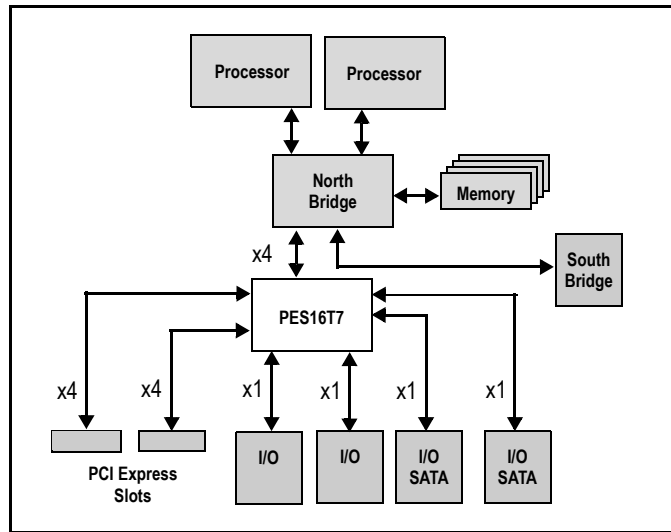 Processor
Processor
North
Bridge
Memory
x4
South
Bridge
PES16T7
x4
x4
x1
x1
x1
x1
PCI Express
Slots
I/O
I/O
I/O
SATA
I/O
SATA